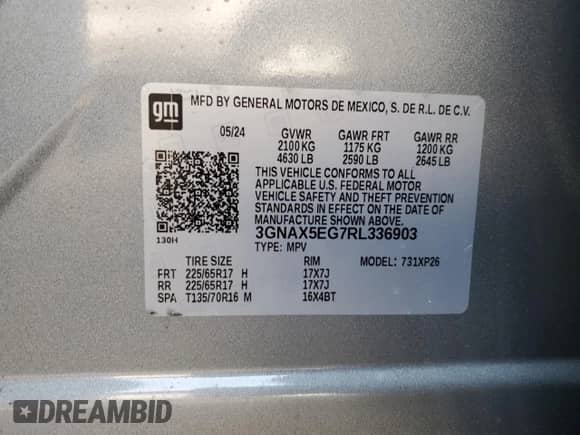 gm MFD BY GENERAL MOTORS DE MEXICO, S. DE R.L. DE C.V.
05/24 GVWR GAWR FRT GAWR RR
2100 KG 1175 KG 1200 KG
4630 LB 2590 LB 2645 LB
THIS VEHICLE CONFORMS TO ALL
APPLICABLE U.S. FEDERAL MOTOR
VEHICLE SAFETY AND THEFT PREVENTION
STANDARDS IN EFFECT ON THE DATE OF
MANUFACTURE SHOWN ABOVE.
3GNAX5EG7RL336903
130H TYPE: MPV
TIRE SIZE RIM MODEL: 731XP26
FRT 225/65R17 H 17X7J
RR 225/65R17 H 17X7J
SPA T135/70R16 M 16X4BT
DREAMBID